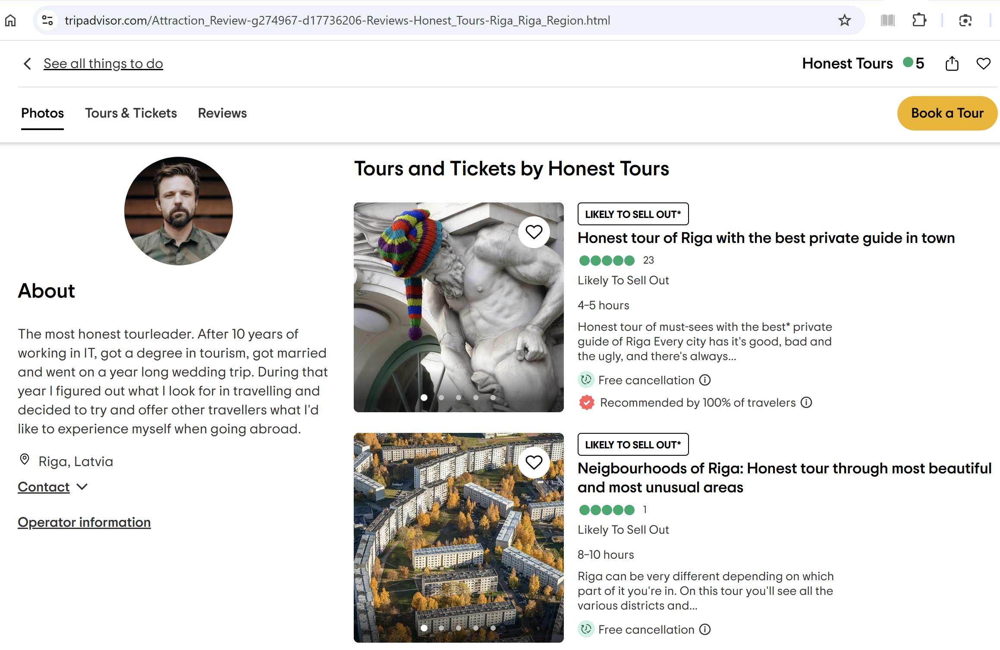 tripadvisor.com/Attraction_Review-g274967-d17736206-Reviews-Honest_Tours-Riga_Riga_Region.html
See all things to do
Honest Tours 5
Photos Tours & Tickets Reviews
Book a Tour
About
The most honest tourleader. After 10 years of
working in IT, got a degree in tourism, got married
and went on a year long wedding trip. During that
year I figured out what I look for in travelling and
decided to try and offer other travellers what I'd
like to experience myself when going abroad.
Riga, Latvia
Contact
Operator information
Tours and Tickets by Honest Tours
LIKELY TO SELL OUT*
Honest tour of Riga with the best private guide in town
23
Likely To Sell Out
4-5 hours
Honest tour of must-sees with the best* private
guide of Riga Every city has it's good, bad and
the ugly, and there's always...
Free cancellation
Recommended by 100% of travelers
LIKELY TO SELL OUT*
Neigbourhoods of Riga: Honest tour through most beautiful
and most unusual areas
1
Likely To Sell Out
8-10 hours
Riga can be very different depending on which
part of it you're in. On this tour you'll see all the
various districts and...
Free cancellation